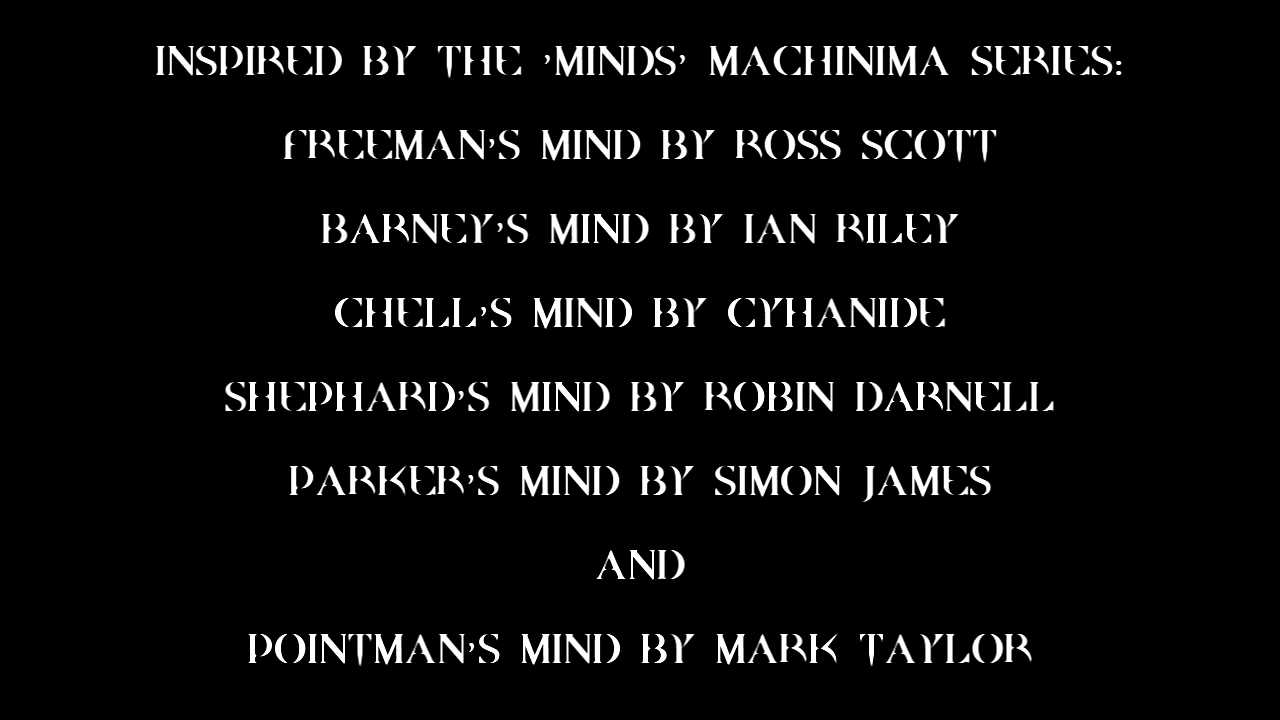 INSPIRED BY THE 'MINDS' MACHINIMA SERIES:
FREEMAN'S MIND BY ROSS SCOTT
BARNEY'S MIND BY IAN RILEY
CHELL'S MIND BY CYHANIDE
SHEPHARD'S MIND BY ROBIN DARNELL
PARKER'S MIND BY SIMON JAMES
AND
POINTMAN'S MIND BY MARK TAYLOR